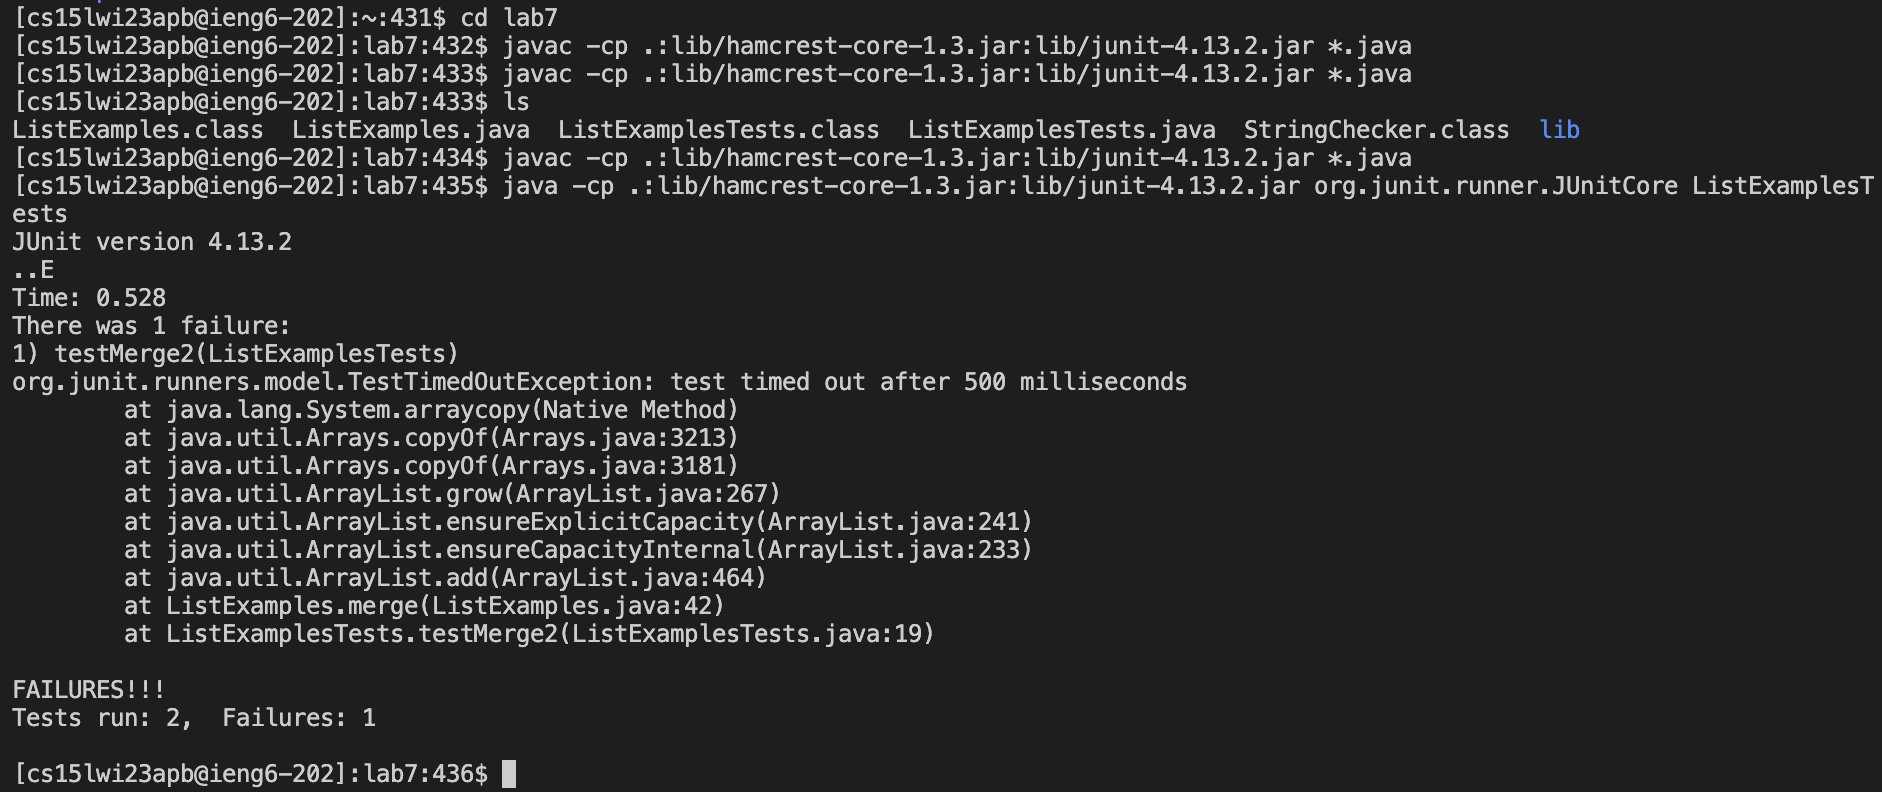 [cs15lwi23apb@ieng6-202]:~:431$ cd lab7
[cs15lwi23apb@ieng6-202]:lab7:432$ javac -cp .:lib/hamcrest-core-1.3.jar:lib/junit-4.13.2.jar *.java
[cs15lwi23apb@ieng6-202]:lab7:433$ javac -cp .:lib/hamcrest-core-1.3.jar:lib/junit-4.13.2.jar *.java
[cs15lwi23apb@ieng6-202]:lab7:433$ ls
ListExamples.class  ListExamples.java  ListExamplesTests.class  ListExamplesTests.java  StringChecker.class  lib
[cs15lwi23apb@ieng6-202]:lab7:434$ javac -cp .:lib/hamcrest-core-1.3.jar:lib/junit-4.13.2.jar *.java
[cs15lwi23apb@ieng6-202]:lab7:435$ java -cp .:lib/hamcrest-core-1.3.jar:lib/junit-4.13.2.jar org.junit.runner.JUnitCore ListExamplesT
ests
JUnit version 4.13.2
..E
Time: 0.528
There was 1 failure:
1) testMerge2(ListExamplesTests)
org.junit.runners.model.TestTimedOutException: test timed out after 500 milliseconds
        at java.lang.System.arraycopy(Native Method)
        at java.util.Arrays.copyOf(Arrays.java:3213)
        at java.util.Arrays.copyOf(Arrays.java:3181)
        at java.util.ArrayList.grow(ArrayList.java:267)
        at java.util.ArrayList.ensureExplicitCapacity(ArrayList.java:241)
        at java.util.ArrayList.ensureCapacityInternal(ArrayList.java:233)
        at java.util.ArrayList.add(ArrayList.java:464)
        at ListExamples.merge(ListExamples.java:42)
        at ListExamplesTests.testMerge2(ListExamplesTests.java:19)

FAILURES!!!
Tests run: 2,  Failures: 1

[cs15lwi23apb@ieng6-202]:lab7:436$